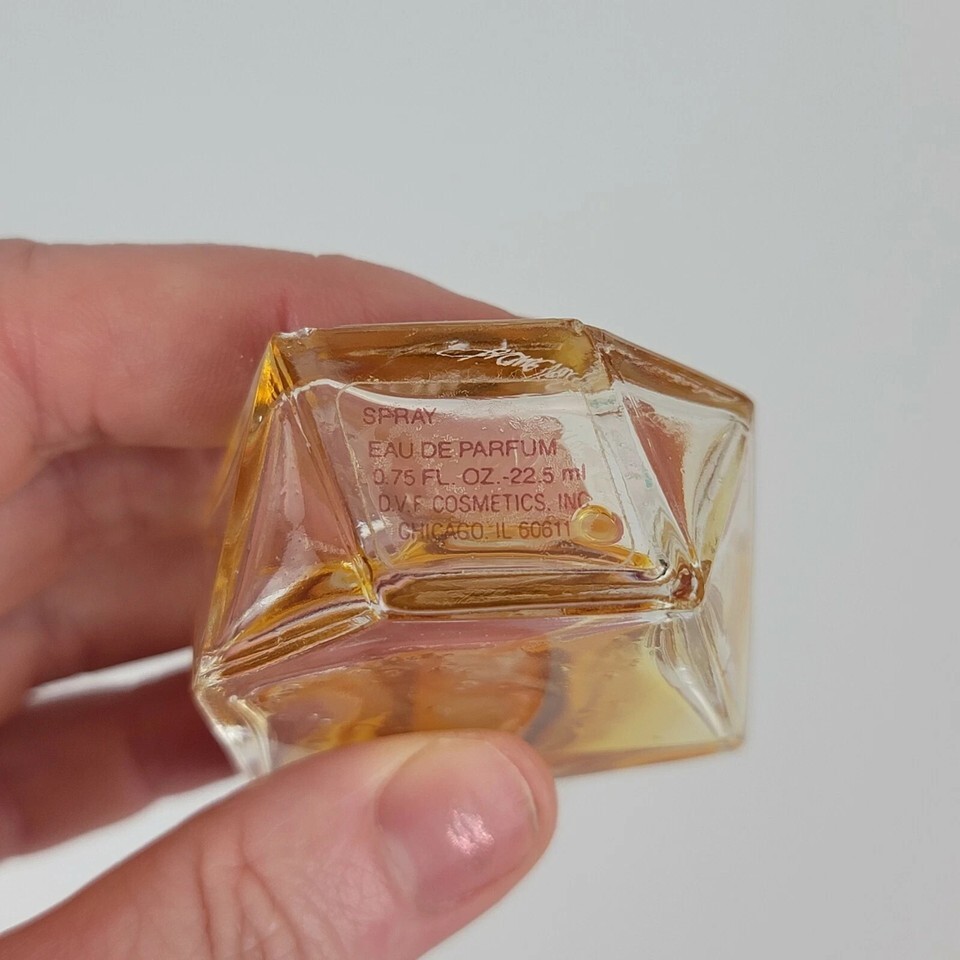 SPRAY
EAU DE PARFUM
0.75 FL. OZ.-22.5 ml
D.V.F. COSMETICS, INC.
CHICAGO, IL 60611